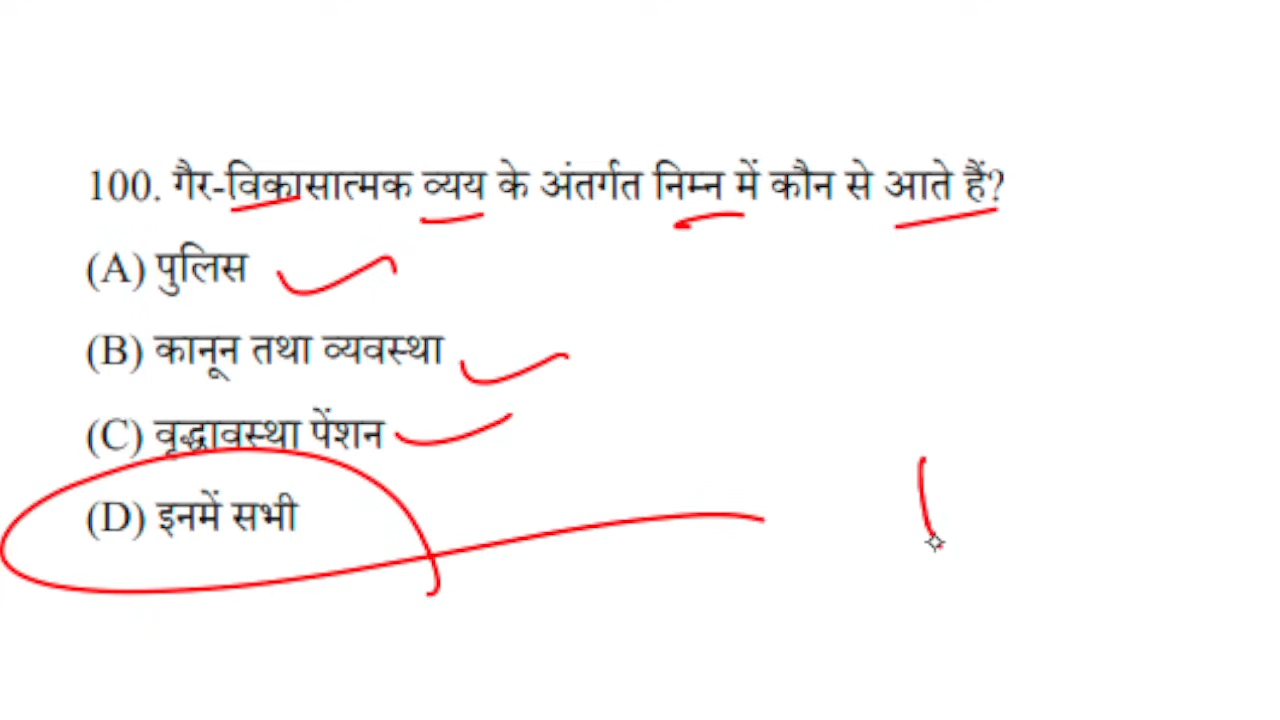 100. गैर-विकासात्मक व्यय के अंतर्गत निम्न में कौन से आते हैं?
(A) पुलिस
(B) कानून तथा व्यवस्था
(C) वृद्धावस्था पेंशन
(D) इनमें सभी